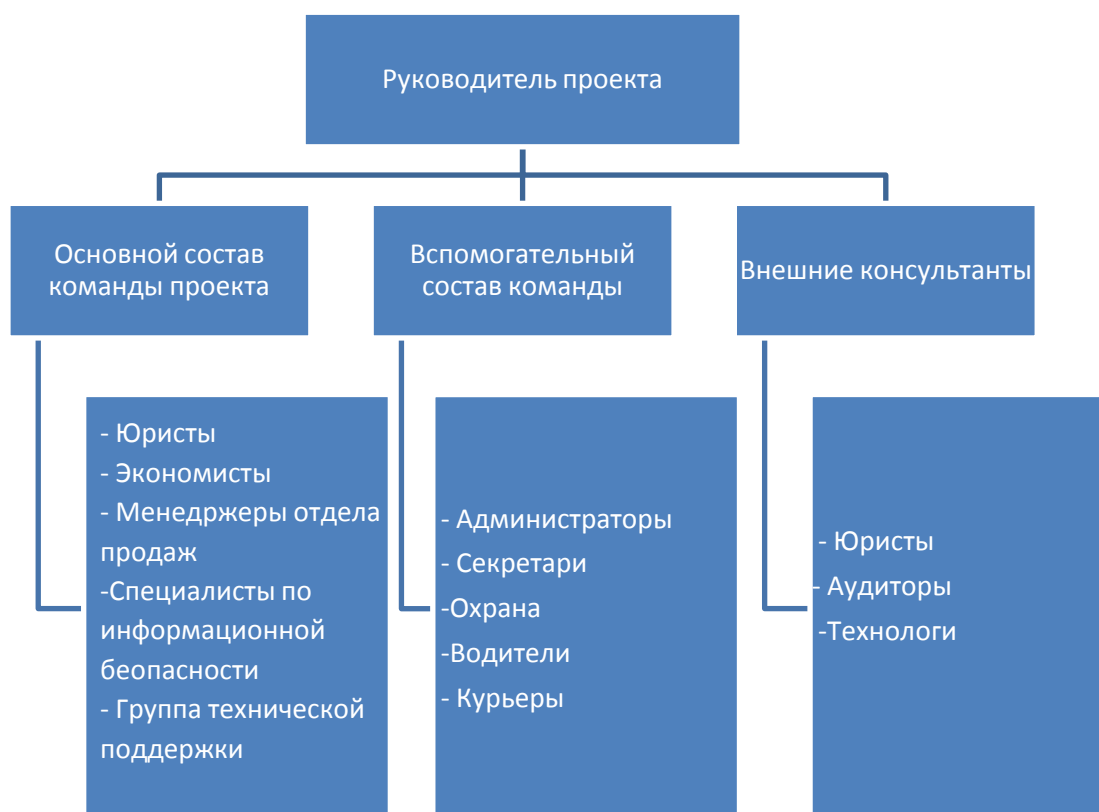 Руководитель проекта
Основной состав
команды проекта
Вспомогательный
состав команды
Внешние консультанты
- Юристы
- Экономисты
- Менедржеры отдела
продаж
-Специалисты по
информационной
беопасности
- Группа технической
поддержки
- Администраторы
- Секретари
-Охрана
-Водители
- Курьеры
- Юристы
- Аудиторы
-Технологи